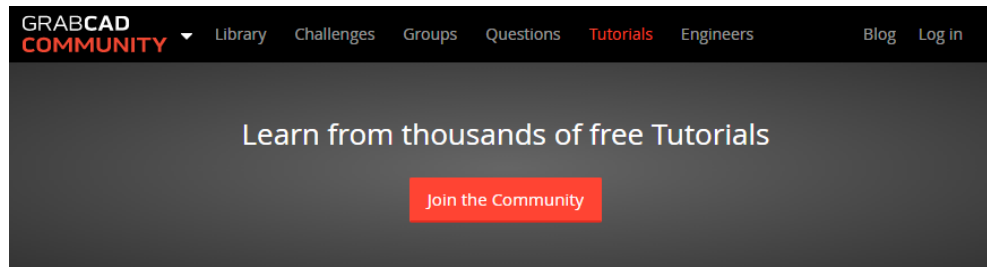 GRABCAD
COMMUNITY
Library Challenges Groups Questions Tutorials Engineers Blog Log in
Learn from thousands of free Tutorials
Join the Community